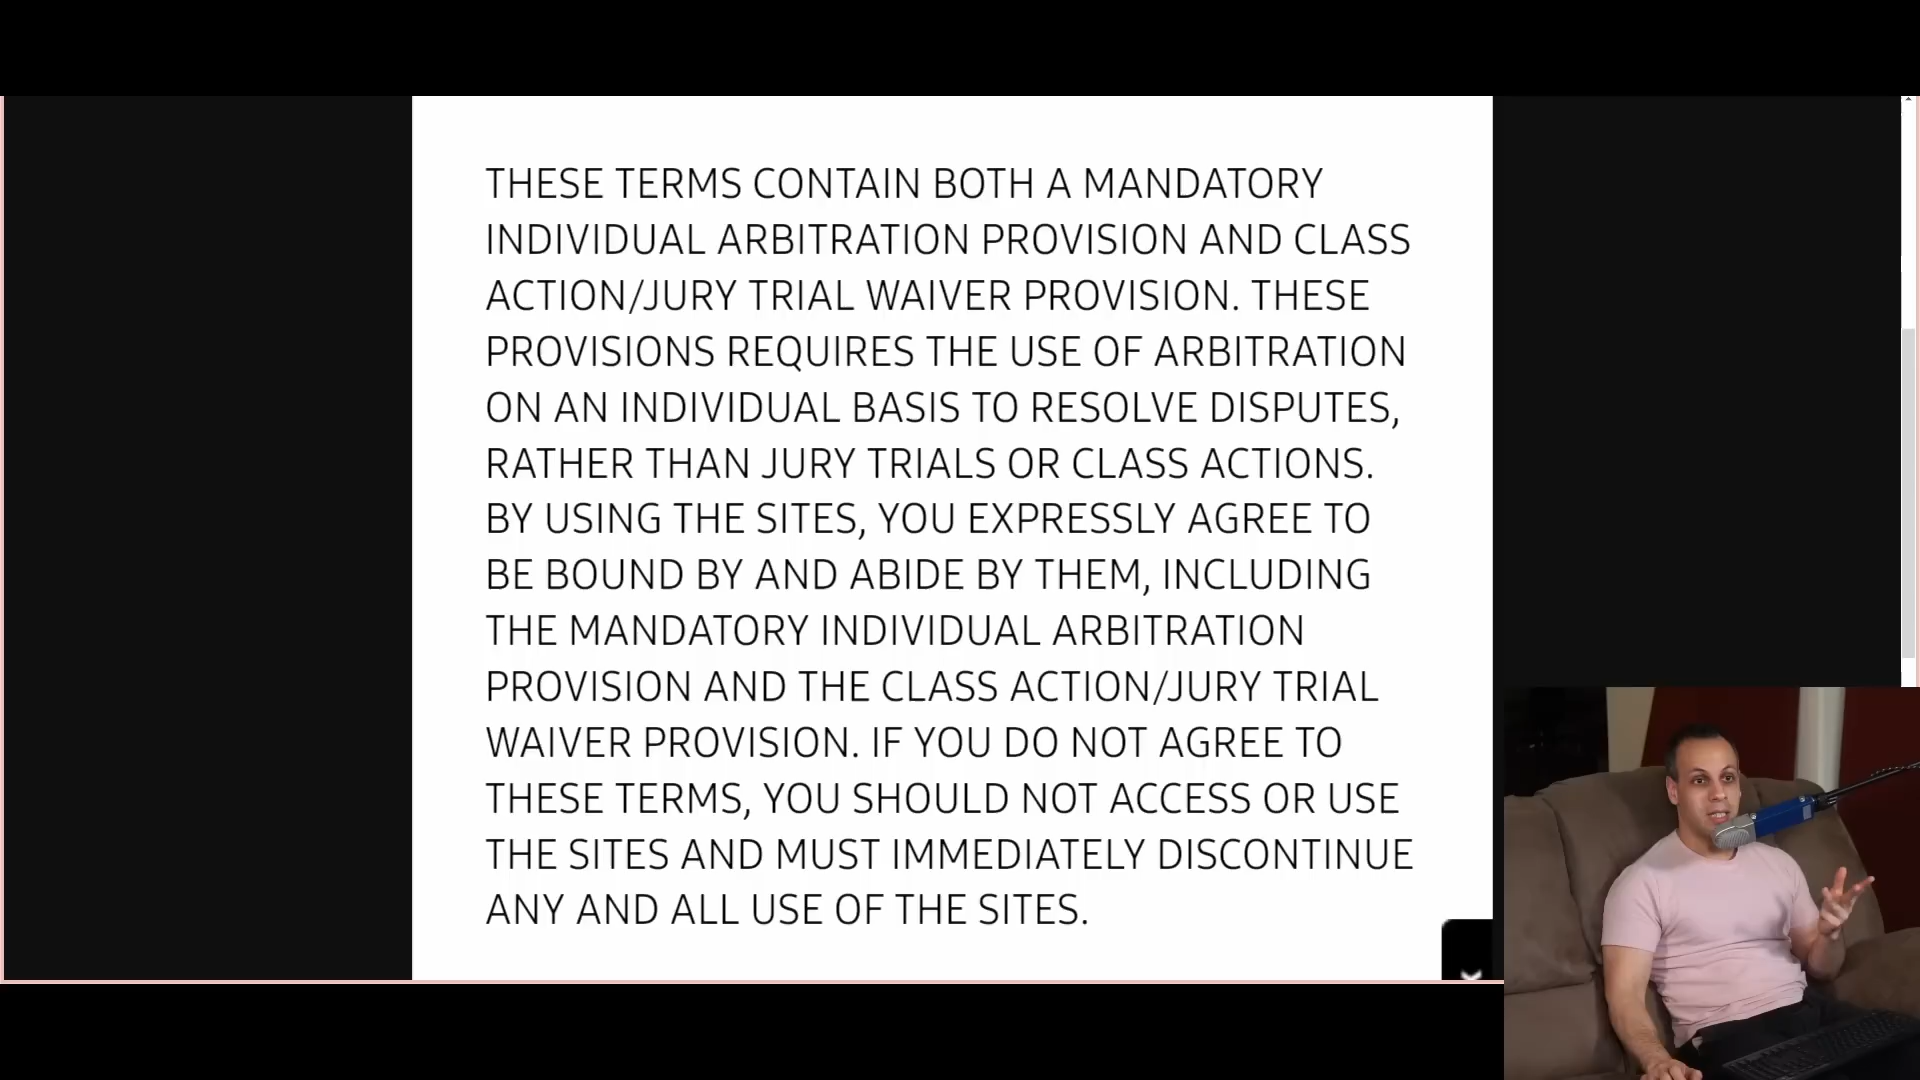 THESE TERMS CONTAIN BOTH A MANDATORY
INDIVIDUAL ARBITRATION PROVISION AND CLASS
ACTION/JURY TRIAL WAIVER PROVISION. THESE
PROVISIONS REQUIRES THE USE OF ARBITRATION
ON AN INDIVIDUAL BASIS TO RESOLVE DISPUTES,
RATHER THAN JURY TRIALS OR CLASS ACTIONS.
BY USING THE SITES, YOU EXPRESSLY AGREE TO
BE BOUND BY AND ABIDE BY THEM, INCLUDING
THE MANDATORY INDIVIDUAL ARBITRATION
PROVISION AND THE CLASS ACTION/JURY TRIAL
WAIVER PROVISION. IF YOU DO NOT AGREE TO
THESE TERMS, YOU SHOULD NOT ACCESS OR USE
THE SITES AND MUST IMMEDIATELY DISCONTINUE
ANY AND ALL USE OF THE SITES.